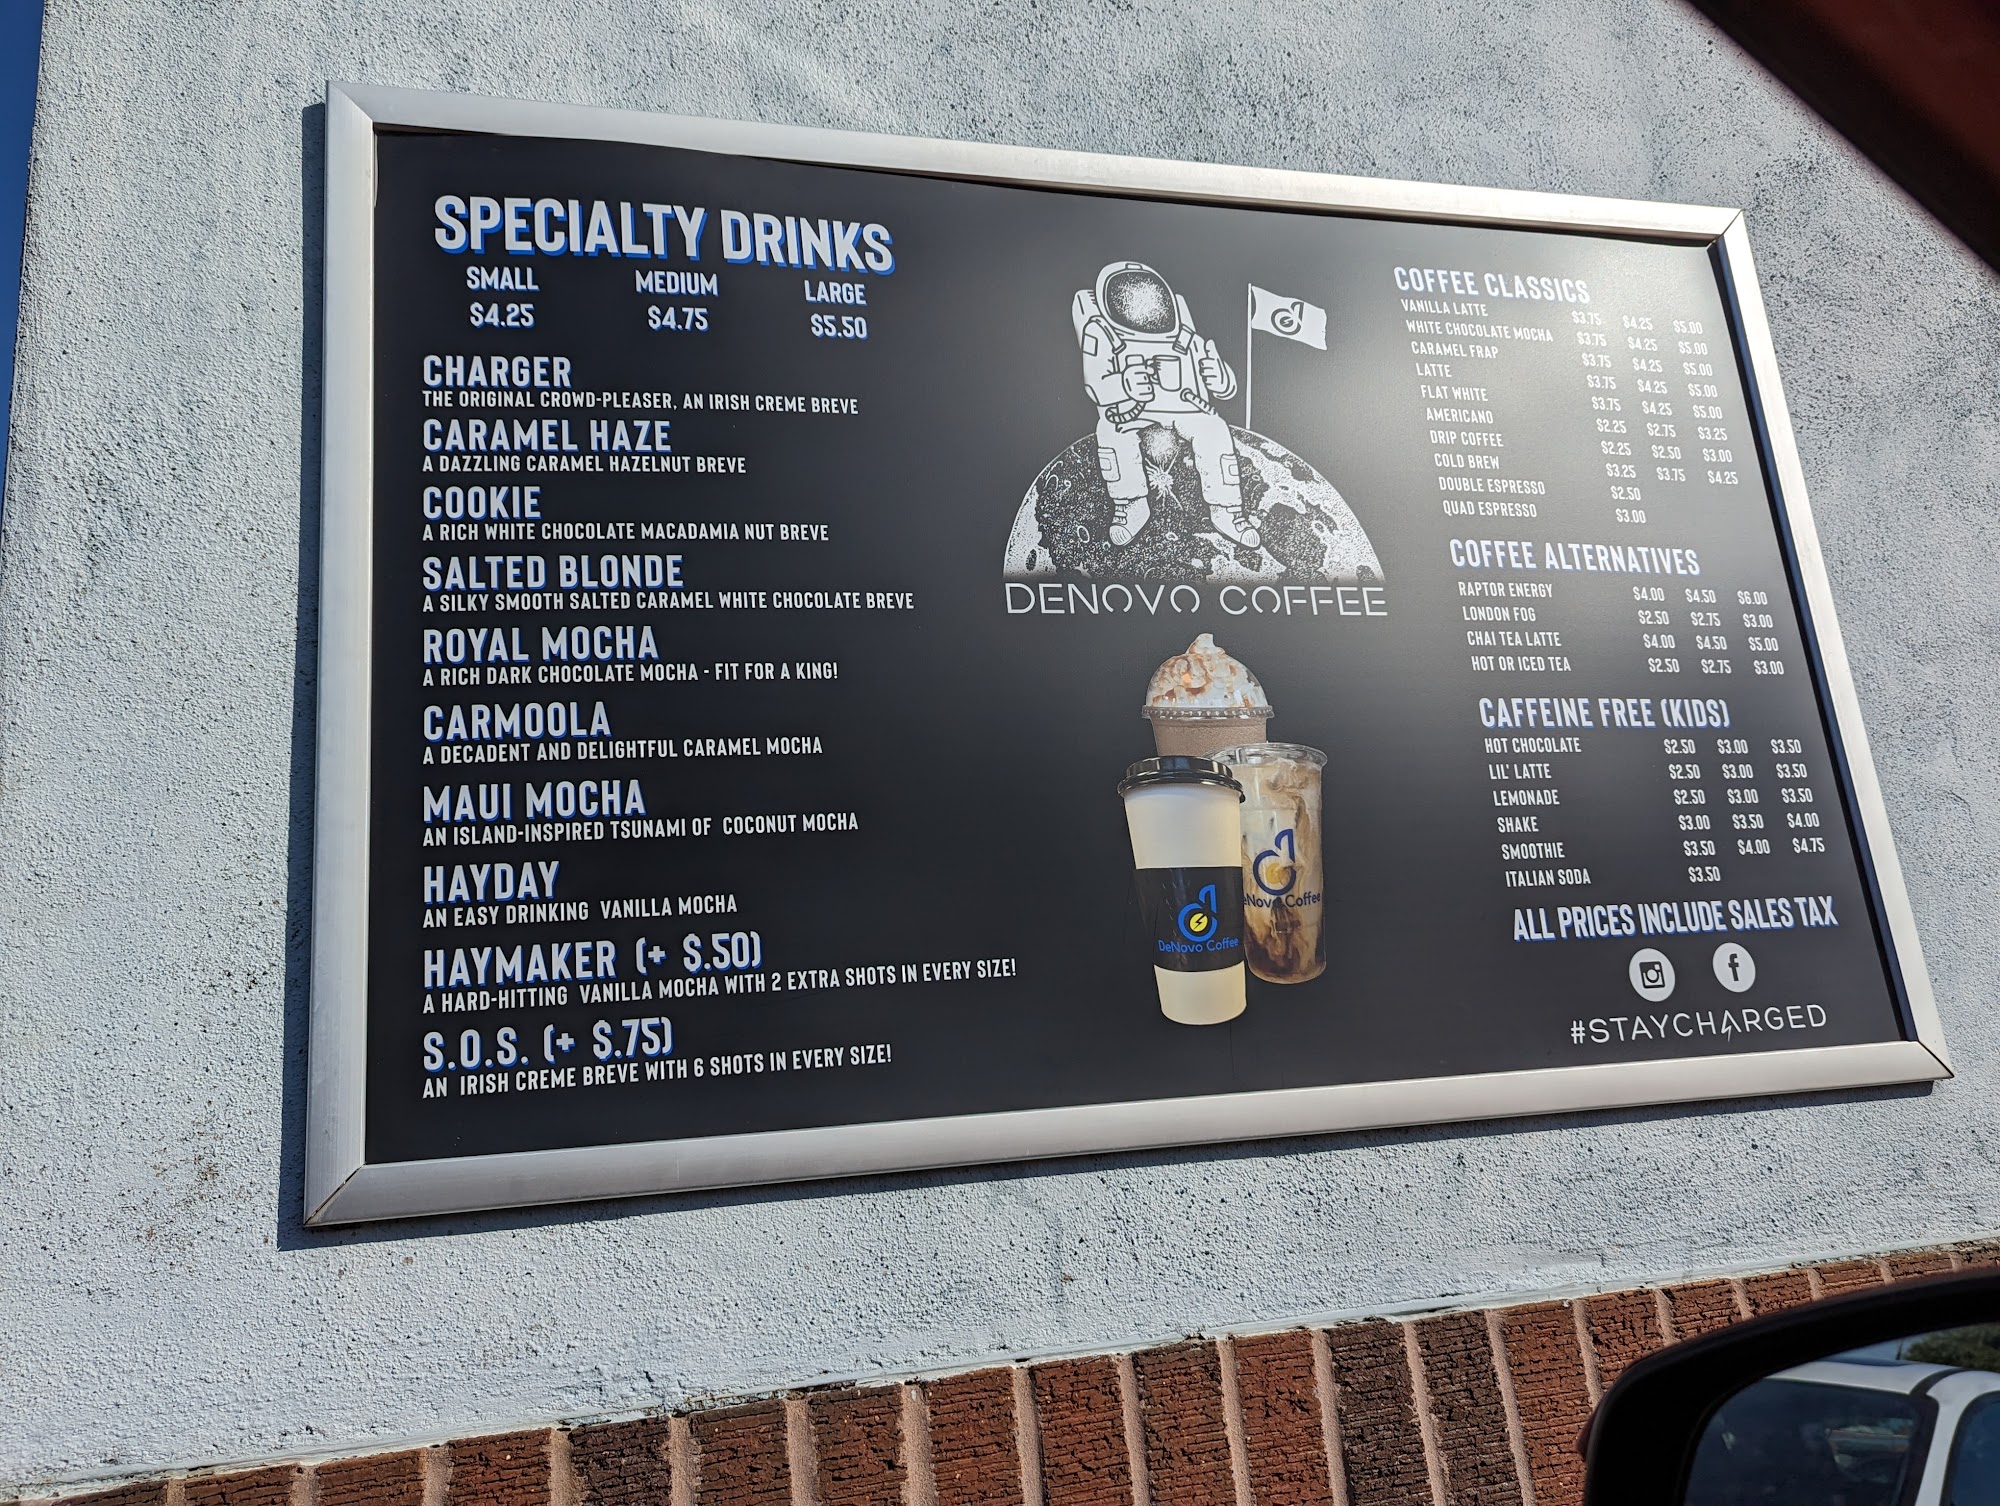 SPECIALTY DRINKS
SMALL MEDIUM LARGE
$4.25 $4.75 $5.50
CHARGER
THE ORIGINAL CROWD-PLEASER, AN IRISH CREME BREVE
CARAMEL HAZE
A DAZZLING CARAMEL HAZELNUT BREVE
COOKIE
A RICH WHITE CHOCOLATE MACADAMIA NUT BREVE
SALTED BLONDE
A SILKY SMOOTH SALTED CARAMEL WHITE CHOCOLATE BREVE
ROYAL MOCHA
A RICH DARK CHOCOLATE MOCHA - FIT FOR A KING!
CARMOOLA
A DECADENT AND DELIGHTFUL CARAMEL MOCHA
MAUI MOCHA
AN ISLAND-INSPIRED TSUNAMI OF COCONUT MOCHA
HAYDAY
AN EASY DRINKING VANILLA MOCHA
HAYMAKER (+ $.50)
A HARD-HITTING VANILLA MOCHA WITH 2 EXTRA SHOTS IN EVERY SIZE!
S.O.S. (+ $.75)
AN IRISH CREME BREVE WITH 6 SHOTS IN EVERY SIZE!
DENOVO COFFEE
DeNovo Coffee
eNovo Coffee
COFFEE CLASSICS
VANILLA LATTE $3.75 $4.25 $5.00
WHITE CHOCOLATE MOCHA $3.75 $4.25 $5.00
CARAMEL FRAP $3.75 $4.25 $5.00
LATTE $3.75 $4.25 $5.00
FLAT WHITE $3.75 $4.25 $5.00
AMERICANO $2.25 $2.75 $3.25
DRIP COFFEE $2.25 $2.50 $3.00
COLD BREW $3.25 $3.75 $4.25
DOUBLE ESPRESSO $2.50
QUAD ESPRESSO $3.00
COFFEE ALTERNATIVES
RAPTOR ENERGY $4.00 $4.50 $6.00
LONDON FOG $2.50 $2.75 $3.00
CHAI TEA LATTE $4.00 $4.50 $5.00
HOT OR ICED TEA $2.50 $2.75 $3.00
CAFFEINE FREE (KIDS)
HOT CHOCOLATE $2.50 $3.00 $3.50
LIL' LATTE $2.50 $3.00 $3.50
LEMONADE $2.50 $3.00 $3.50
SHAKE $3.00 $3.50 $4.00
SMOOTHIE $3.50 $4.00 $4.75
ITALIAN SODA $3.50
ALL PRICES INCLUDE SALES TAX
#STAYCHARGED